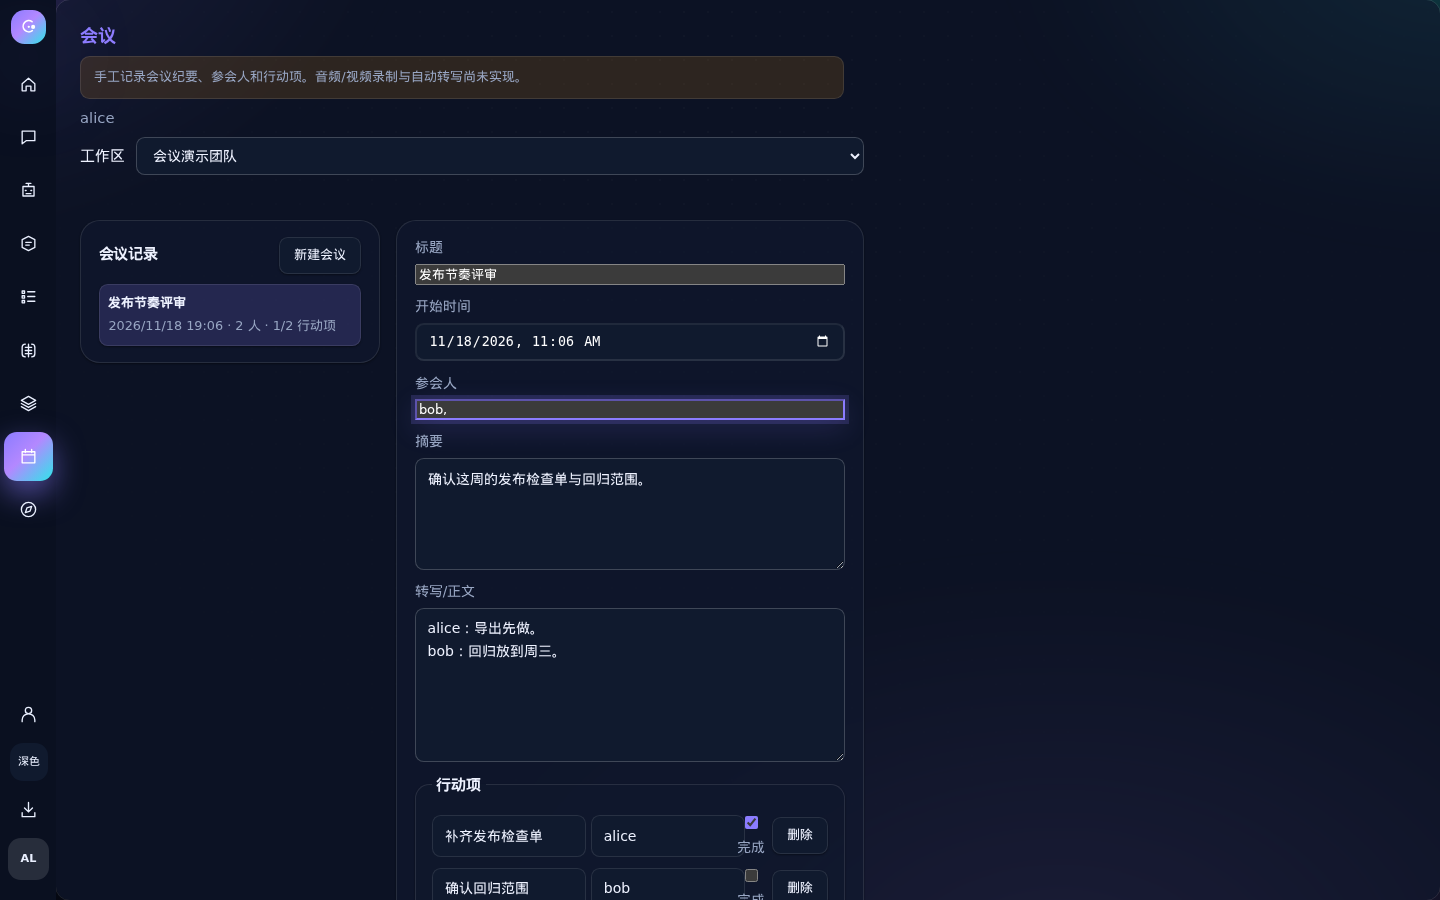 会议
手工记录会议纪要、参会人和行动项。音频/视频录制与自动转写尚未实现。
alice
工作区 会议演示团队
会议记录 新建会议
发布节奏评审
2026/11/18 19:06 · 2 人 · 1/2 行动项
标题
发布节奏评审
开始时间
11/18/2026, 11:06 AM
参会人
bob,
摘要
确认这周的发布检查单与回归范围。
转写/正文
alice：导出先做。
bob：回归放到周三。
行动项
补齐发布检查单 alice 完成 删除
确认回归范围 bob 完成 删除
深色
AL